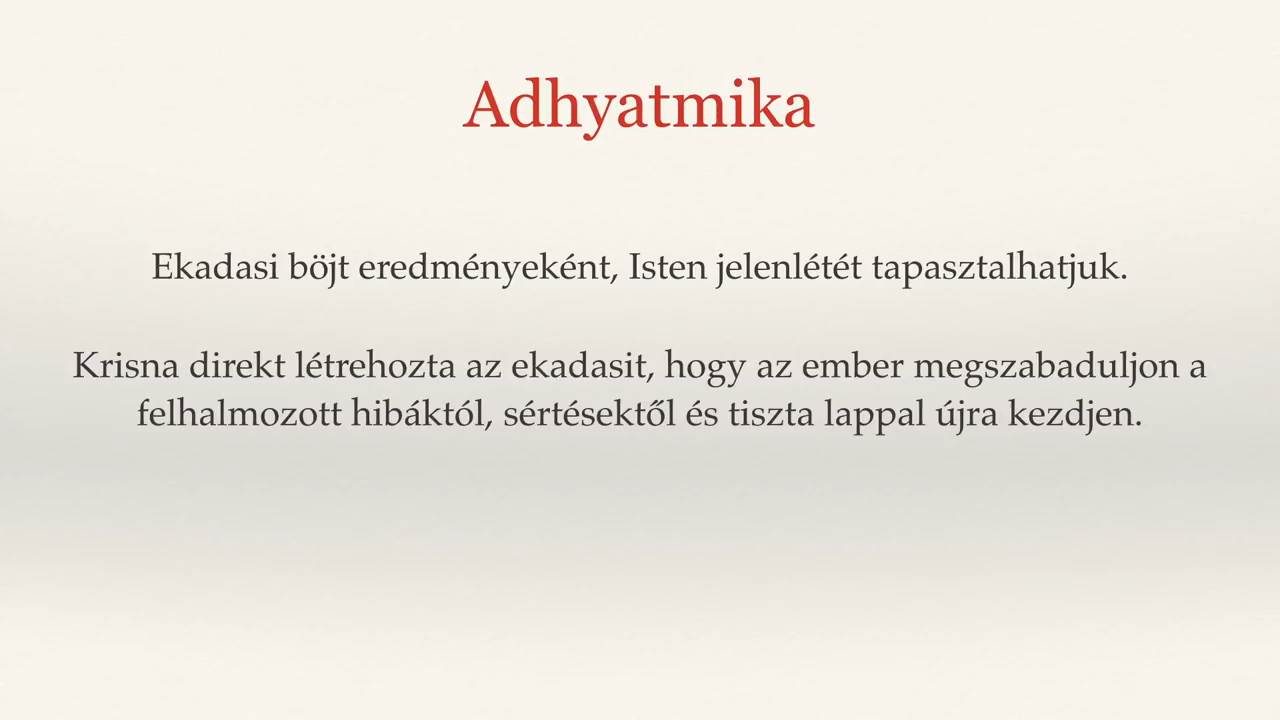 Adhyatmika
Ekadasi böjt eredményeként, Isten jelenlétét tapasztalhatjuk.
Krisna direkt létrehozta az ekadasit, hogy az ember megszabaduljon a
felhalmozott hibáktól, sértésektől és tiszta lappal újra kezdjen.